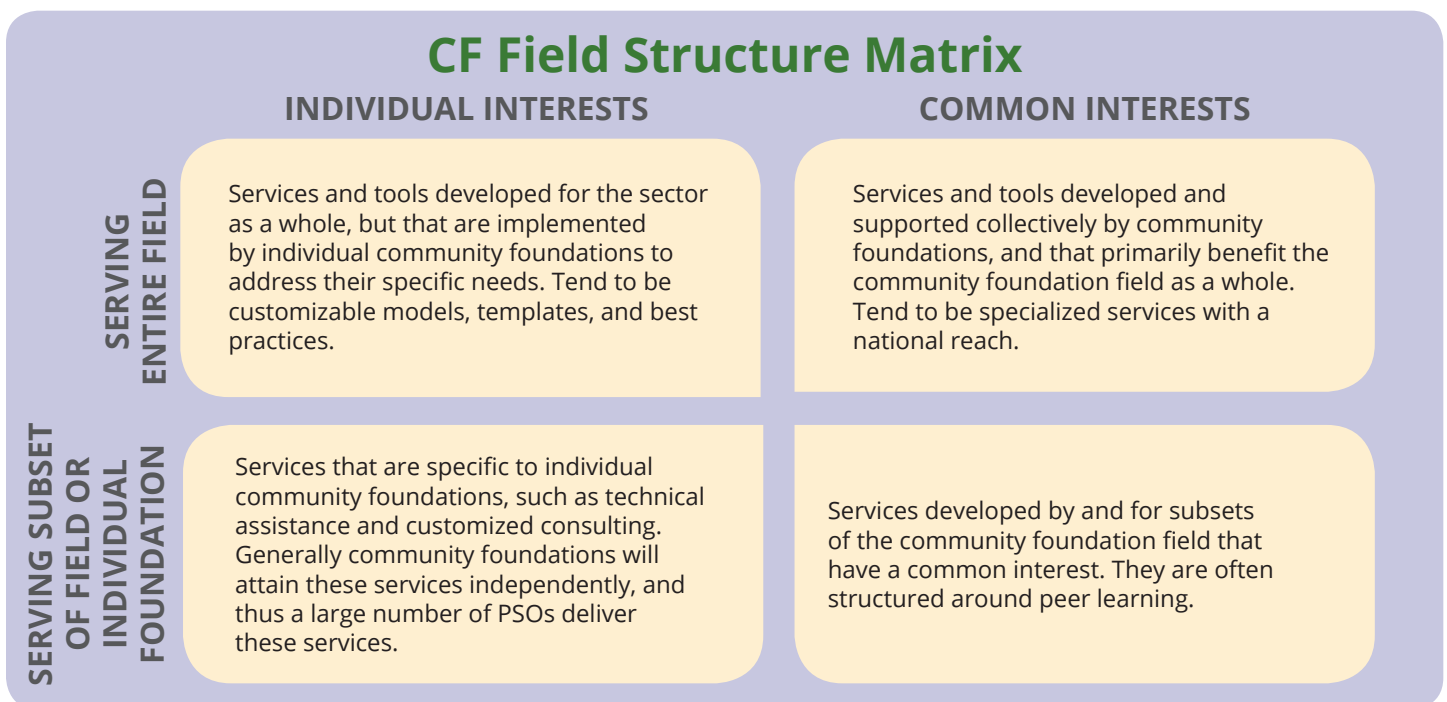 CF Field Structure Matrix
INDIVIDUAL INTERESTS
COMMON INTERESTS
SERVING
ENTIRE FIELD
Services and tools developed for the sector
as a whole, but that are implemented
by individual community foundations to
address their specific needs. Tend to be
customizable models, templates, and best
practices.
Services and tools developed and
supported collectively by community
foundations, and that primarily benefit the
community foundation field as a whole.
Tend to be specialized services with a
national reach.
SERVING SUBSET
OF FIELD OR
INDIVIDUAL
FOUNDATION
Services that are specific to individual
community foundations, such as technical
assistance and customized consulting.
Generally community foundations will
attain these services independently, and
thus a large number of PSOs deliver
these services.
Services developed by and for subsets
of the community foundation field that
have a common interest. They are often
structured around peer learning.